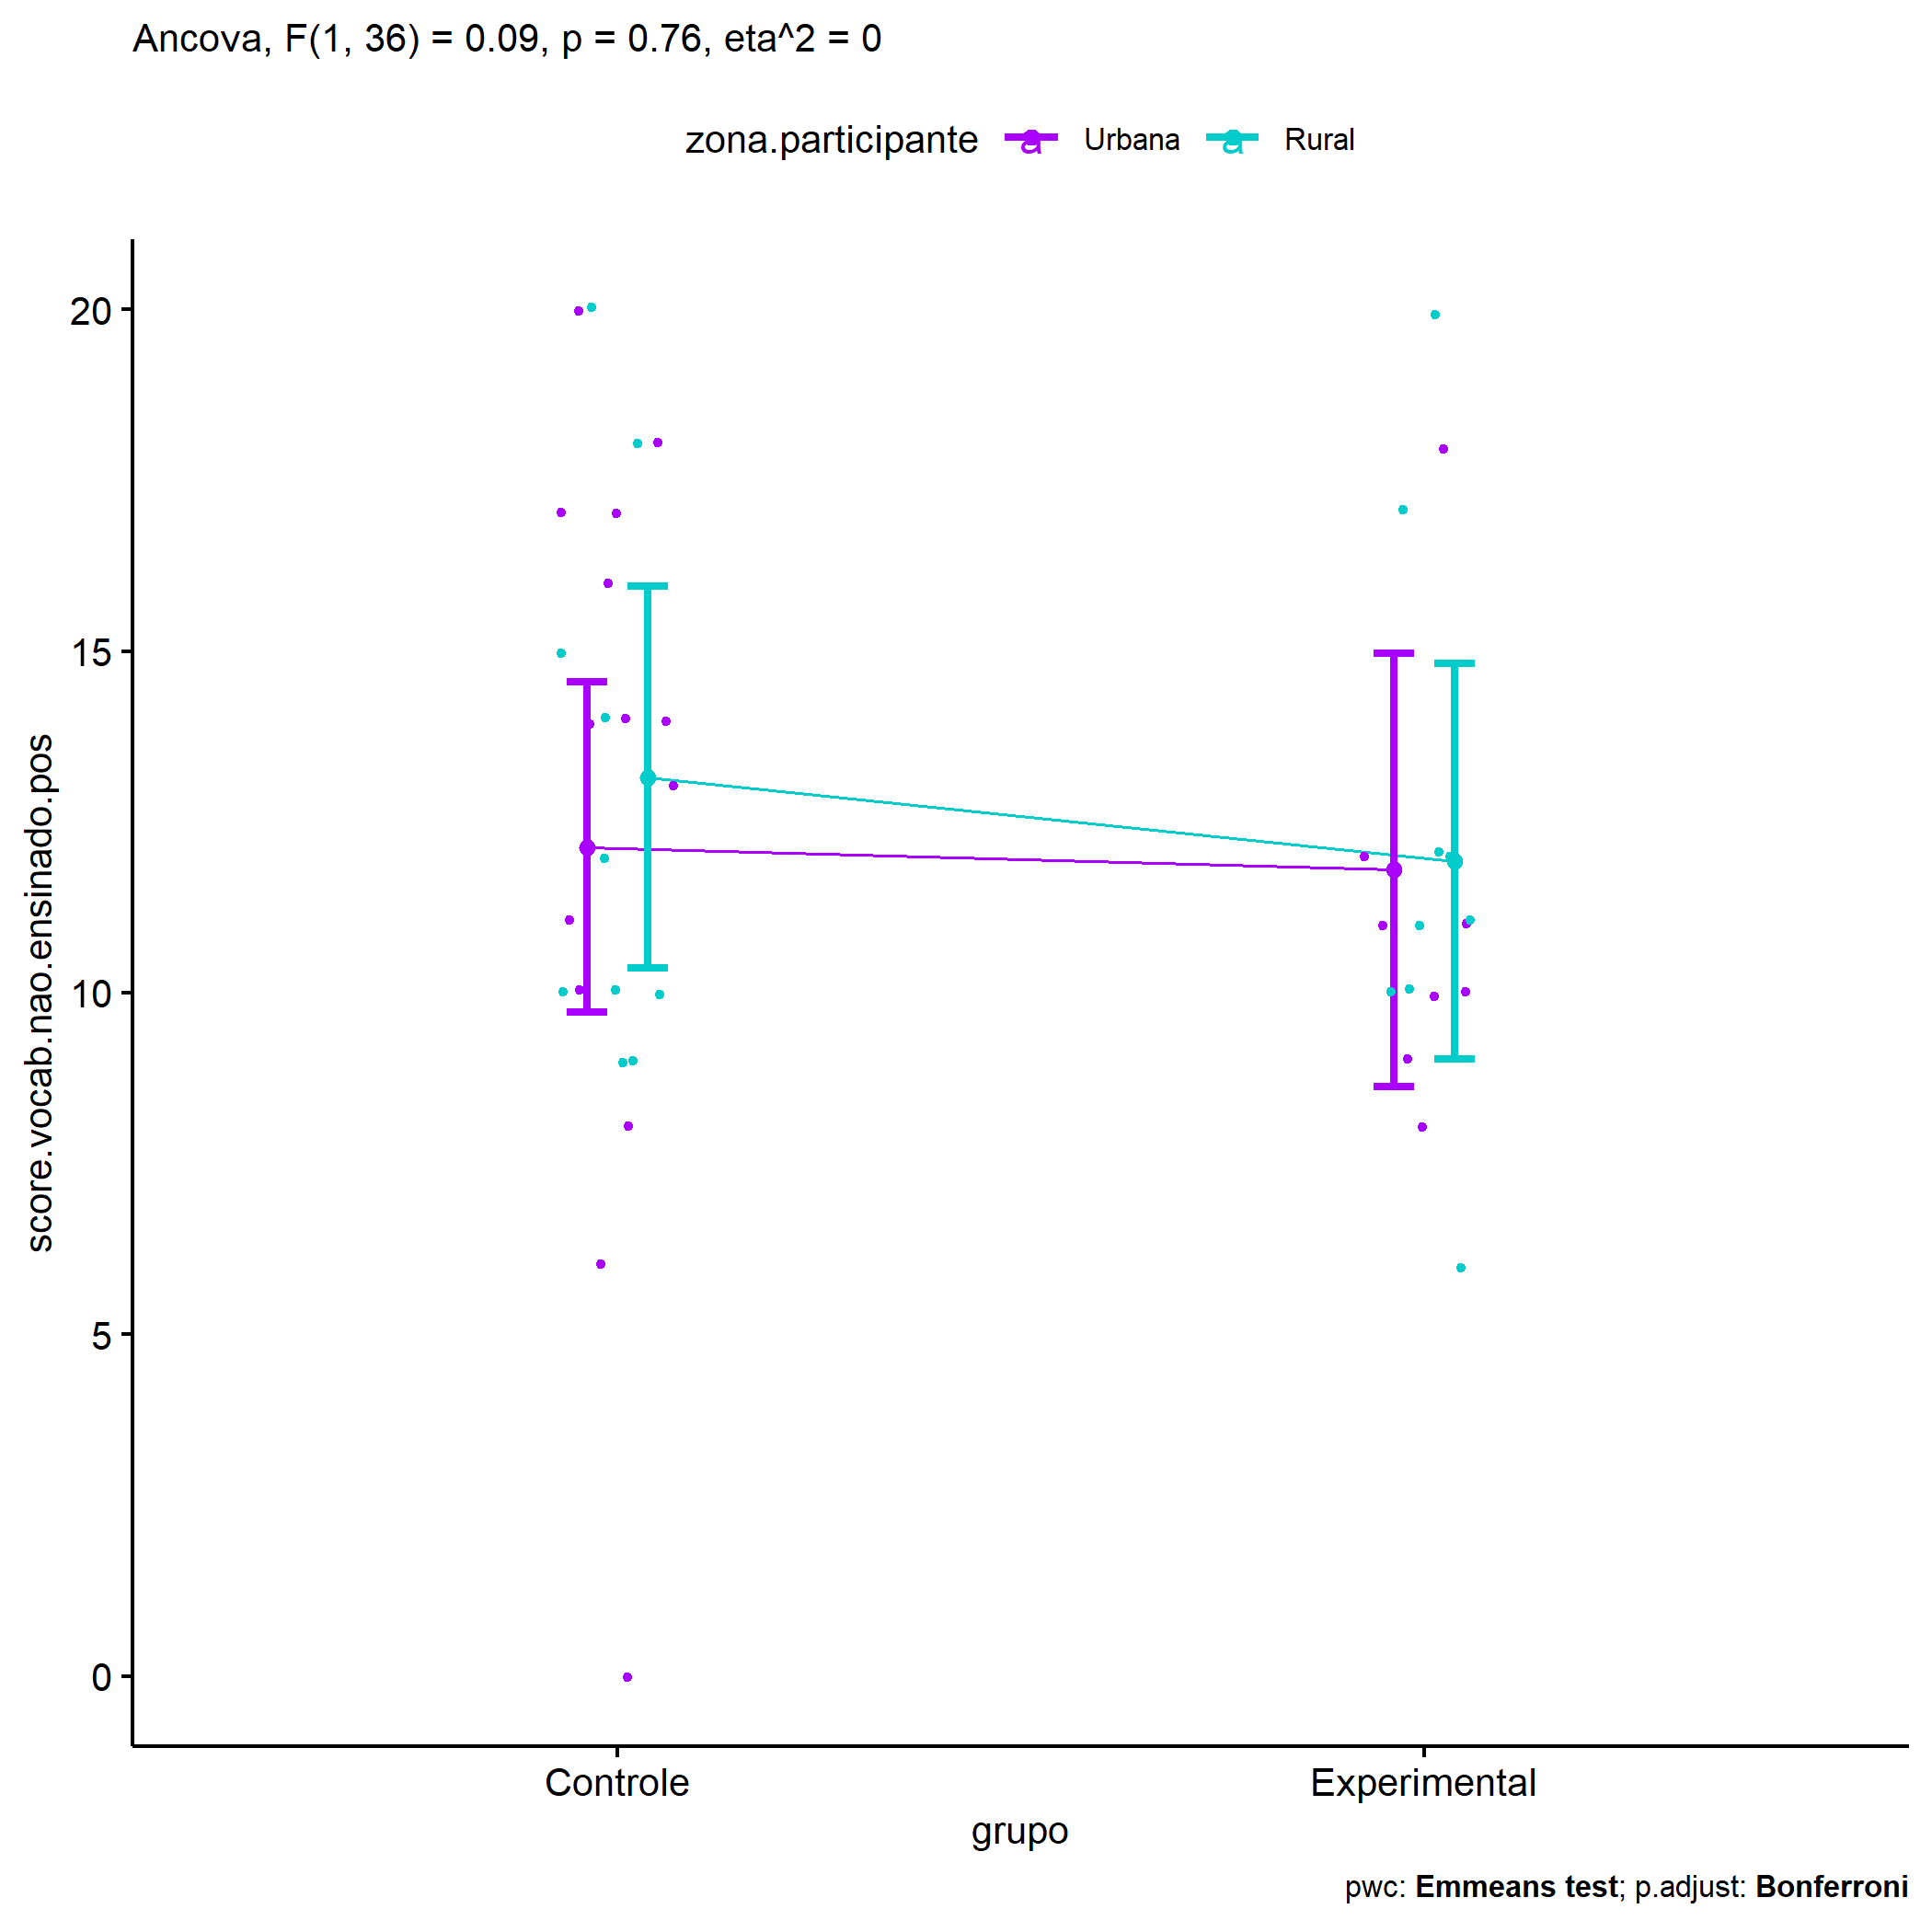 Ancova, F(1, 36) = 0.09, p = 0.76, eta^2 = 0
zona.participante a Urbana a Rural
score.vocab.nao.ensinado.pos
20
15
10
5
0
Controle Experimental
grupo
pwc: Emmeans test; p.adjust: Bonferroni